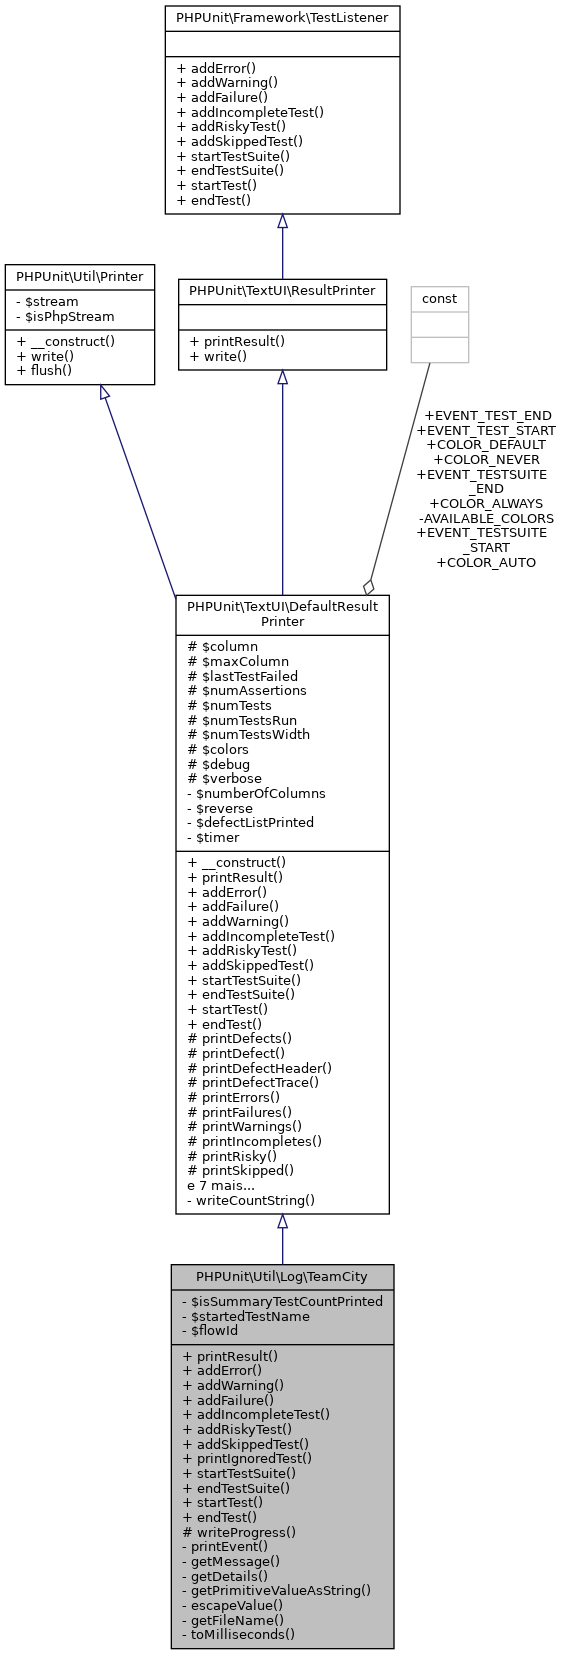 PHPUnit\Framework\TestListener
+ addError()
+ addWarning()
+ addFailure()
+ addIncompleteTest()
+ addRiskyTest()
+ addSkippedTest()
+ startTestSuite()
+ endTestSuite()
+ startTest()
+ endTest()
PHPUnit\Util\Printer
- $stream
- $isPhpStream
+ __construct()
+ write()
+ flush()
PHPUnit\TextUI\ResultPrinter
+ printResult()
+ write()
const
+EVENT_TEST_END
+EVENT_TEST_START
+COLOR_DEFAULT
+COLOR_NEVER
+EVENT_TESTSUITE
_END
+COLOR_ALWAYS
-AVAILABLE_COLORS
+EVENT_TESTSUITE
_START
+COLOR_AUTO
PHPUnit\TextUI\DefaultResult
Printer
# $column
# $maxColumn
# $lastTestFailed
# $numAssertions
# $numTests
# $numTestsRun
# $numTestsWidth
# $colors
# $debug
# $verbose
- $numberOfColumns
- $reverse
- $defectListPrinted
- $timer
+ __construct()
+ printResult()
+ addError()
+ addFailure()
+ addWarning()
+ addIncompleteTest()
+ addRiskyTest()
+ addSkippedTest()
+ startTestSuite()
+ endTestSuite()
+ startTest()
+ endTest()
# printDefects()
# printDefect()
# printDefectHeader()
# printDefectTrace()
# printErrors()
# printFailures()
# printWarnings()
# printIncompletes()
# printRisky()
# printSkipped()
e 7 mais...
- writeCountString()
PHPUnit\Util\Log\TeamCity
- $isSummaryTestCountPrinted
- $startedTestName
- $flowId
+ printResult()
+ addError()
+ addWarning()
+ addFailure()
+ addIncompleteTest()
+ addRiskyTest()
+ addSkippedTest()
+ printIgnoredTest()
+ startTestSuite()
+ endTestSuite()
+ startTest()
+ endTest()
# writeProgress()
- printEvent()
- getMessage()
- getDetails()
- getPrimitiveValueAsString()
- escapeValue()
- getFileName()
- toMilliseconds()